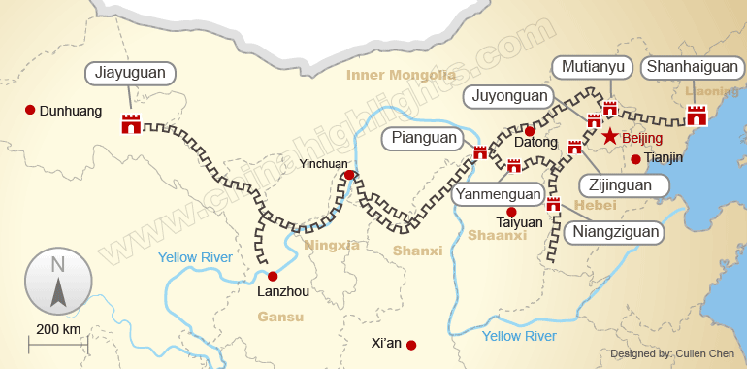 www.chinahighlights.com
Mutianyu
Shanhaiguan
Jiayuguan
Inner Mongolia
Liaoning
Juyonguan
Dunhuang
Pianguan
Datong
Beijing
Ynchuan
Tianjin
Yanmenguan
Zijinguan
Hebei
Taiyuan
Niangziguan
Ningxia
Shanxi
Shaanxi
Yellow River
N
Lanzhou
Gansu
200 km
Xi'an
Yellow River
Designed by: Cullen Chen